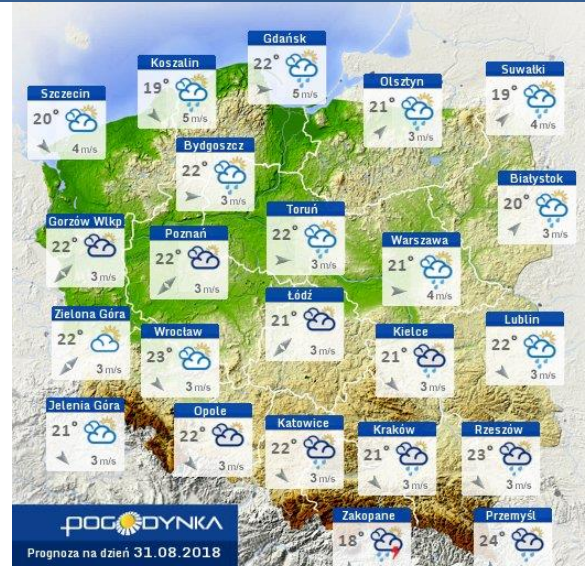 Gdańsk
22°
5 m/s
Koszalin
19°
5 m/s
Suwałki
19°
4 m/s
Olsztyn
21°
3 m/s
Szczecin
20°
4 m/s
Bydgoszcz
22°
3 m/s
Białystok
20°
3 m/s
Toruń
22°
3 m/s
Gorzów Wlkp
22°
3 m/s
Poznań
22°
3 m/s
Warszawa
21°
4 m/s
Łódź
21°
3 m/s
Zielona Góra
22°
3 m/s
Wrocław
23°
3 m/s
Kielce
21°
3 m/s
Lublin
22°
3 m/s
Jelenia Góra
21°
3 m/s
Opole
22°
3 m/s
Katowice
22°
3 m/s
Kraków
21°
3 m/s
Rzeszów
23°
3 m/s
Zakopane
18°
Przemyśl
24°
POGODYNKA
Prognoza na dzień 31.08.2018